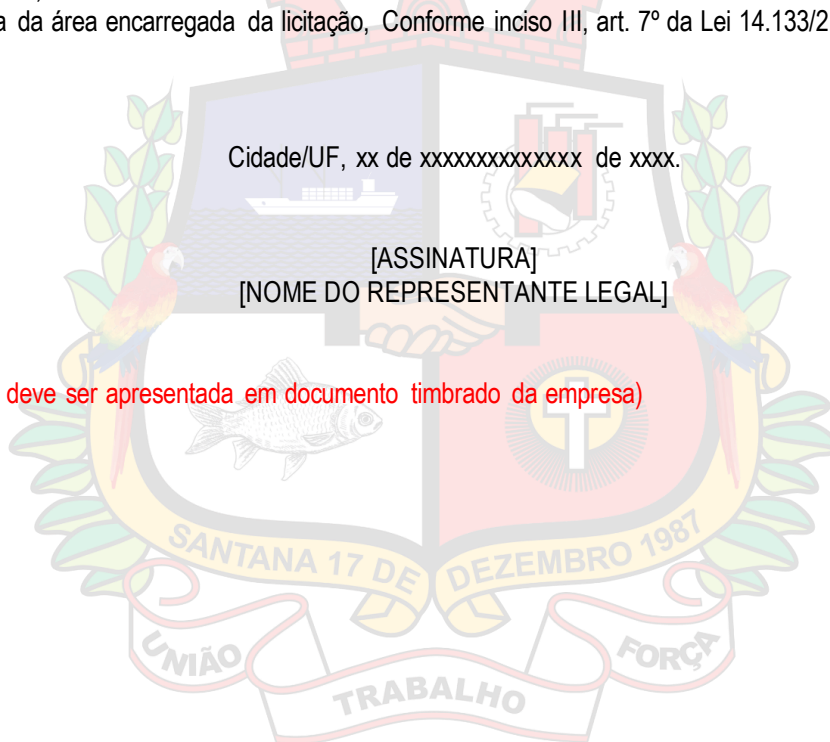 a da área encarregada da licitação, Conforme inciso III, art. 7º da Lei 14.133/2
Cidade/UF, xx de xxxxxxxxxxxxxx de xxxx.
[ASSINATURA]
[NOME DO REPRESENTANTE LEGAL]
deve ser apresentada em documento timbrado da empresa)
SANTANA 17 DE DEZEMBRO 1987
UNIÃO TRABALHO FORÇA